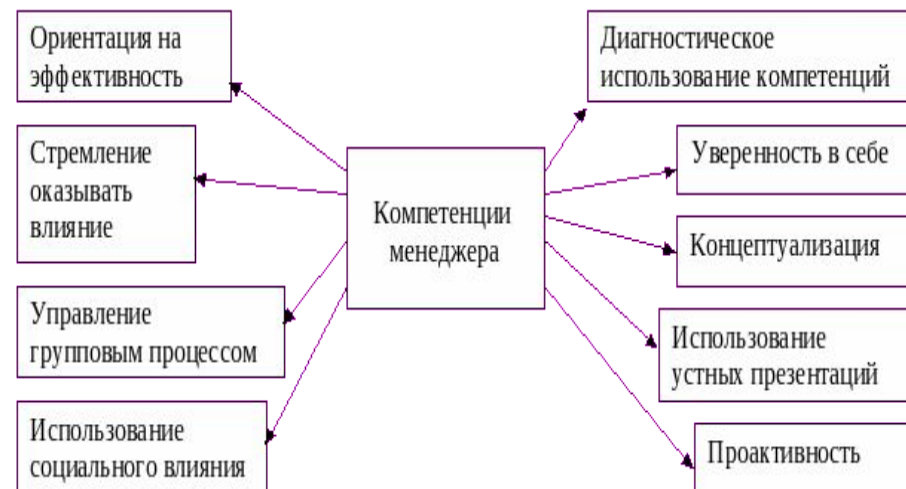 Ориентация на
эффективность
Стремление
оказывать
влияние
Управление
групповым процессом
Использование
социального влияния
Компетенции
менеджера
Диагностическое
использование компетенций
Уверенность в себе
Концептуализация
Использование
устных презентаций
Проактивность